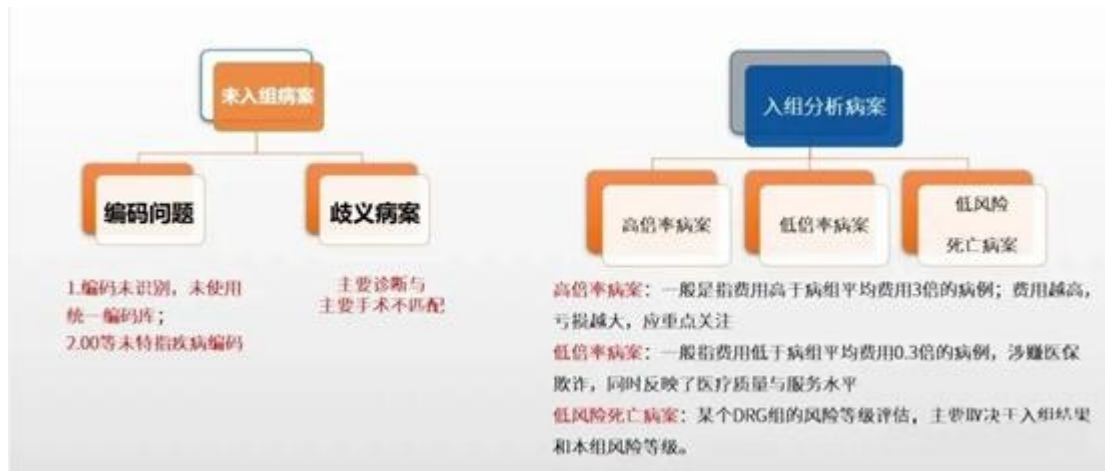 未入组病案
编码问题
歧义病案
1.编码未识别，未使用
统一编码库；
2.00等未特指疾病编码
主要诊断与
主要手术不匹配
入组分析病案
高倍率病案
低倍率病案
低风险
死亡病案
高倍率病案：一般是指费用高于病组平均费用3倍的病例；费用越高，
亏损越大，应重点关注
低倍率病案：一般指费用低于病组平均费用0.3倍的病例，涉嫌医保
欺诈，同时反映了医疗质量与服务水平
低风险死亡病案：某个DRG组的风险等级评估，主要取决于入组结果
和本组风险等级。